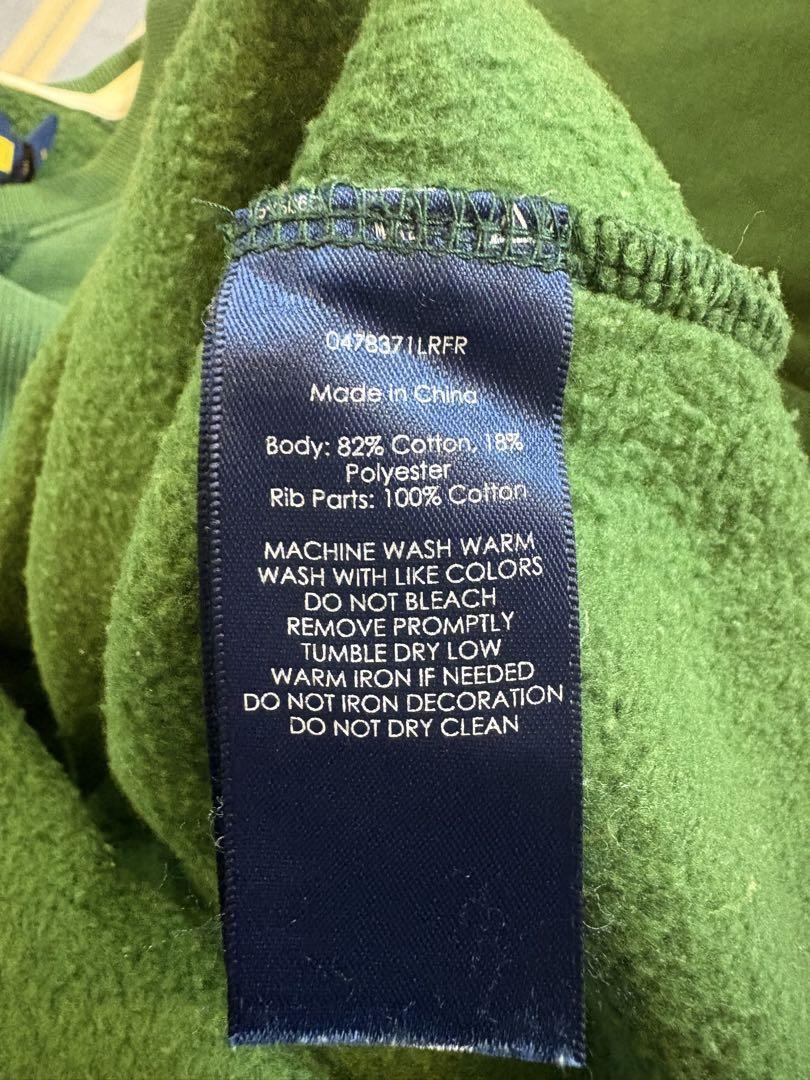 0478371LRFR
Made in China
Body: 82% Cotton, 18%
Polyester
Rib Parts: 100% Cotton
MACHINE WASH WARM
WASH WITH LIKE COLORS
DO NOT BLEACH
REMOVE PROMPTLY
TUMBLE DRY LOW
WARM IRON IF NEEDED
DO NOT IRON DECORATION
DO NOT DRY CLEAN